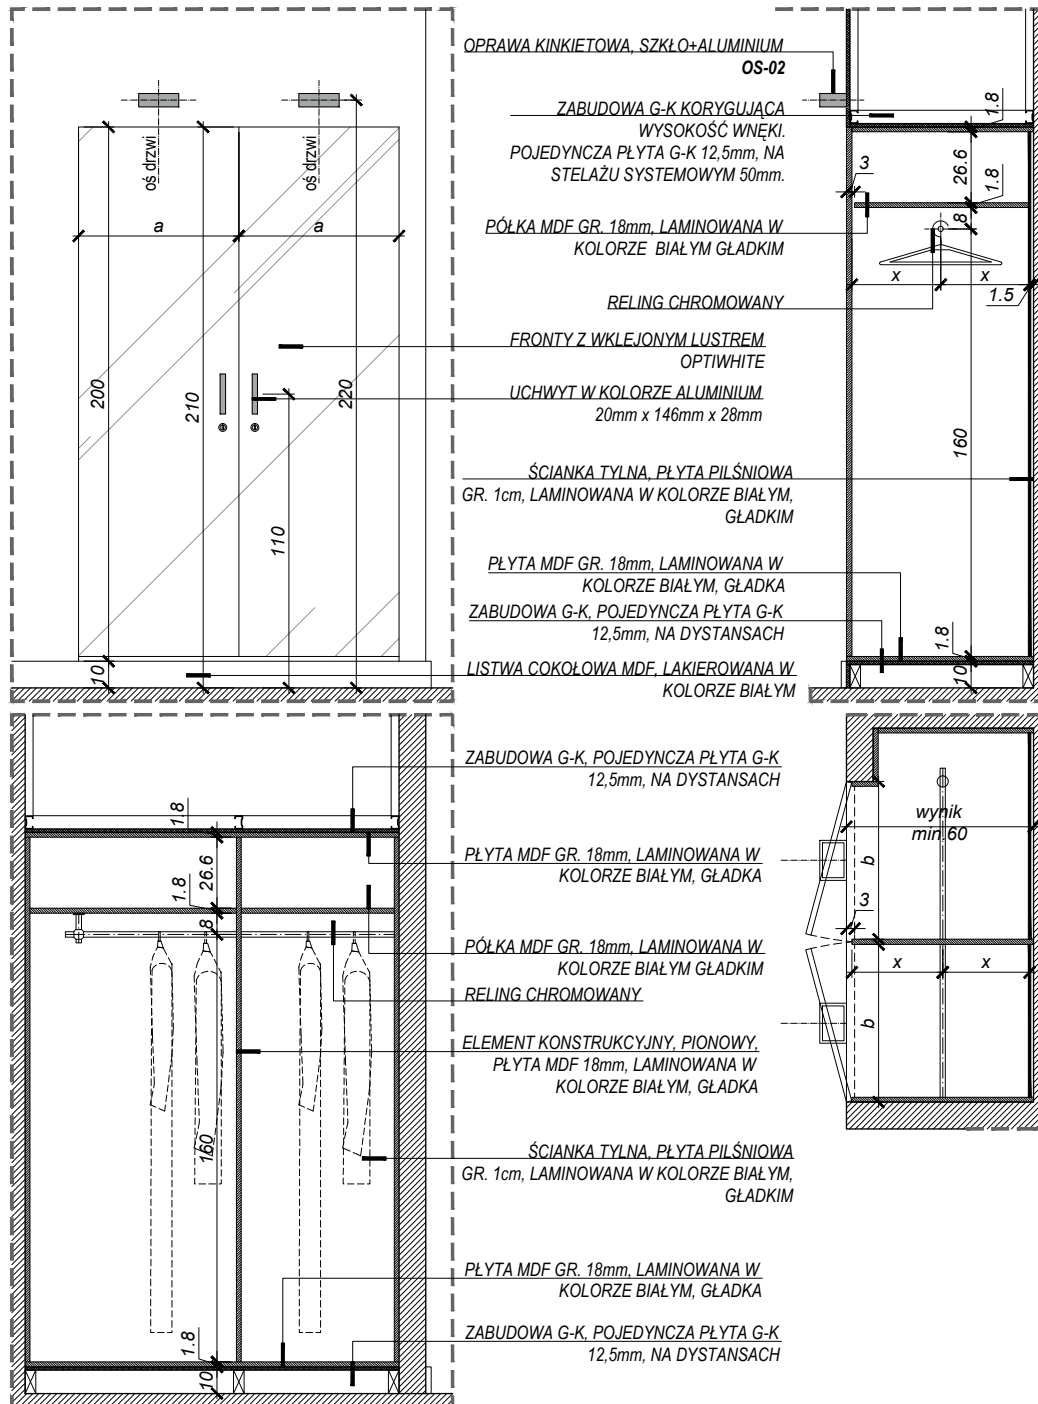 OPRAWA KINKIETOWA, SZKŁO+ALUMINIUM
OS-02
ZABUDOWA G-K KORYGUJĄCA
WYSOKOŚĆ WNĘKI.
POJEDYNCZA PŁYTA G-K 12,5mm, NA
STELAŻU SYSTEMOWYM 50mm.
PÓŁKA MDF GR. 18mm, LAMINOWANA W
KOLORZE BIAŁYM GŁADKIM
RELING CHROMOWANY
FRONTY Z WKLEJONYM LUSTREM
OPTIWHITE
UCHWYT W KOLORZE ALUMINIUM
20mm x 146mm x 28mm
ŚCIANKA TYLNA, PŁYTA PILŚNIOWA
GR. 1cm, LAMINOWANA W KOLORZE BIAŁYM,
GŁADKIM
PŁYTA MDF GR. 18mm, LAMINOWANA W
KOLORZE BIAŁYM, GŁADKA
ZABUDOWA G-K, POJEDYNCZA PŁYTA G-K
12,5mm, NA DYSTANSACH
LISTWA COKOŁOWA MDF, LAKIEROWANA W
KOLORZE BIAŁYM
oś drzwi
oś drzwi
a
a
200
210
220
110
10
1.8
26.6
3
1.8
8
x
x
1.5
160
1.8
10
ZABUDOWA G-K, POJEDYNCZA PŁYTA G-K
12,5mm, NA DYSTANSACH
PŁYTA MDF GR. 18mm, LAMINOWANA W
KOLORZE BIAŁYM, GŁADKA
PÓŁKA MDF GR. 18mm, LAMINOWANA W
KOLORZE BIAŁYM GŁADKIM
RELING CHROMOWANY
ELEMENT KONSTRUKCYJNY, PIONOWY,
PŁYTA MDF 18mm, LAMINOWANA W
KOLORZE BIAŁYM, GŁADKA
ŚCIANKA TYLNA, PŁYTA PILŚNIOWA
GR. 1cm, LAMINOWANA W KOLORZE BIAŁYM,
GŁADKIM
PŁYTA MDF GR. 18mm, LAMINOWANA W
KOLORZE BIAŁYM, GŁADKA
ZABUDOWA G-K, POJEDYNCZA PŁYTA G-K
12,5mm, NA DYSTANSACH
1.8
26.6
1.8
8
160
1.8
10
wynik
min.60
b
3
x
x
b